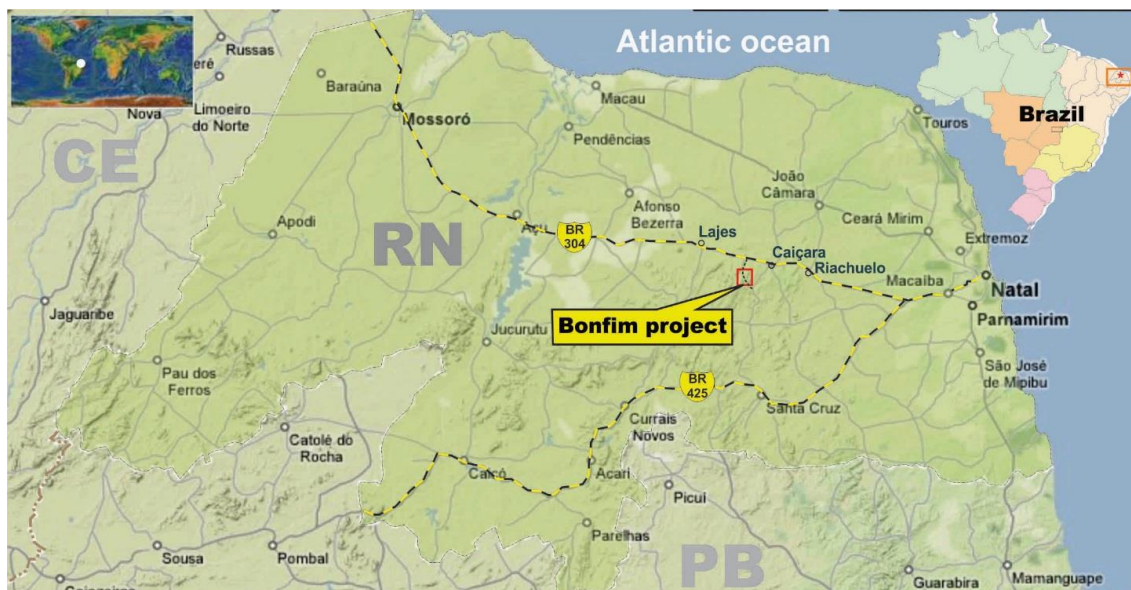 Atlantic ocean
Brazil
Russas
Limoeiro
do Norte
Nova
CE
Baraúna
Mossoró
Macau
Pendências
Touros
João
Câmara
Afonso
Bezerra
Ceará Mirim
Extremoz
Apodi
RN
BR
304
Lajes
Caiçara
Riachuelo
Macaíba
Natal
Parnamirim
Jaguaribe
Jucurutu
Bonfim project
São José
de Mipibu
Pau dos
Ferros
BR
425
Santa Cruz
Currais
Novos
Catolé do
Rocha
Caicó
Acari
Picuí
Parelhas
PB
Sousa
Pombal
Guarabira
Mamanguape